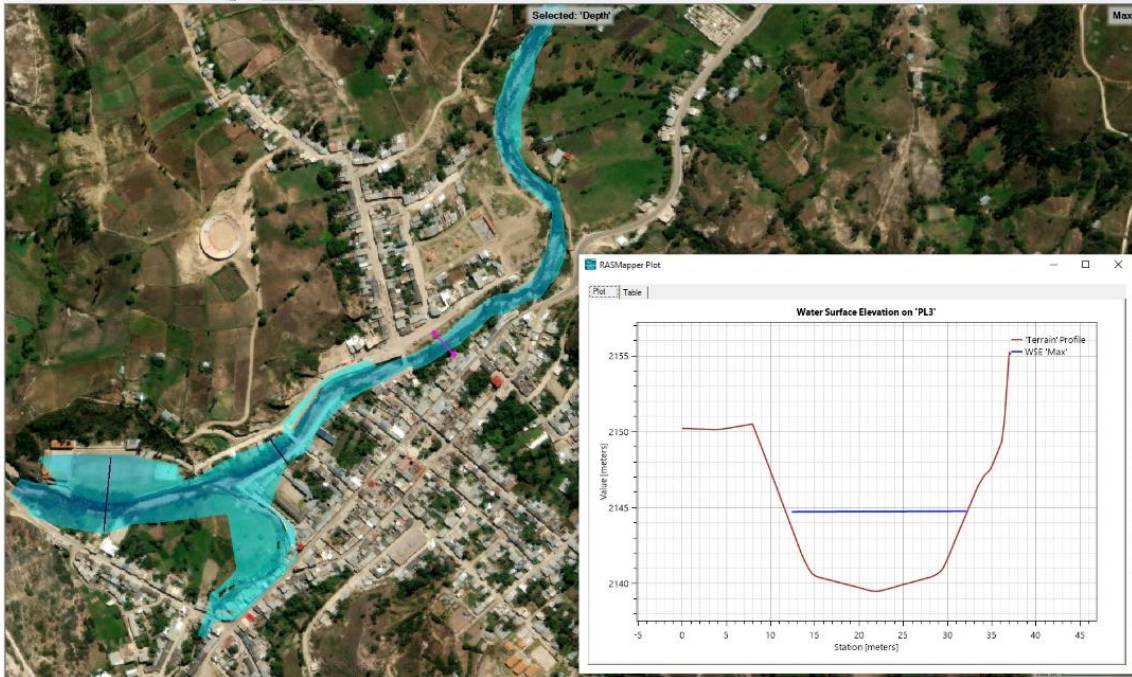 Selected: 'Depth'
Max
RASMapper Plot
Plot
Table
Water Surface Elevation on 'PL3'
'Terrain' Profile
WSE 'Max'
Value [meters]
2155
2150
2145
2140
-5 0 5 10 15 20 25 30 35 40 45
Station [meters]